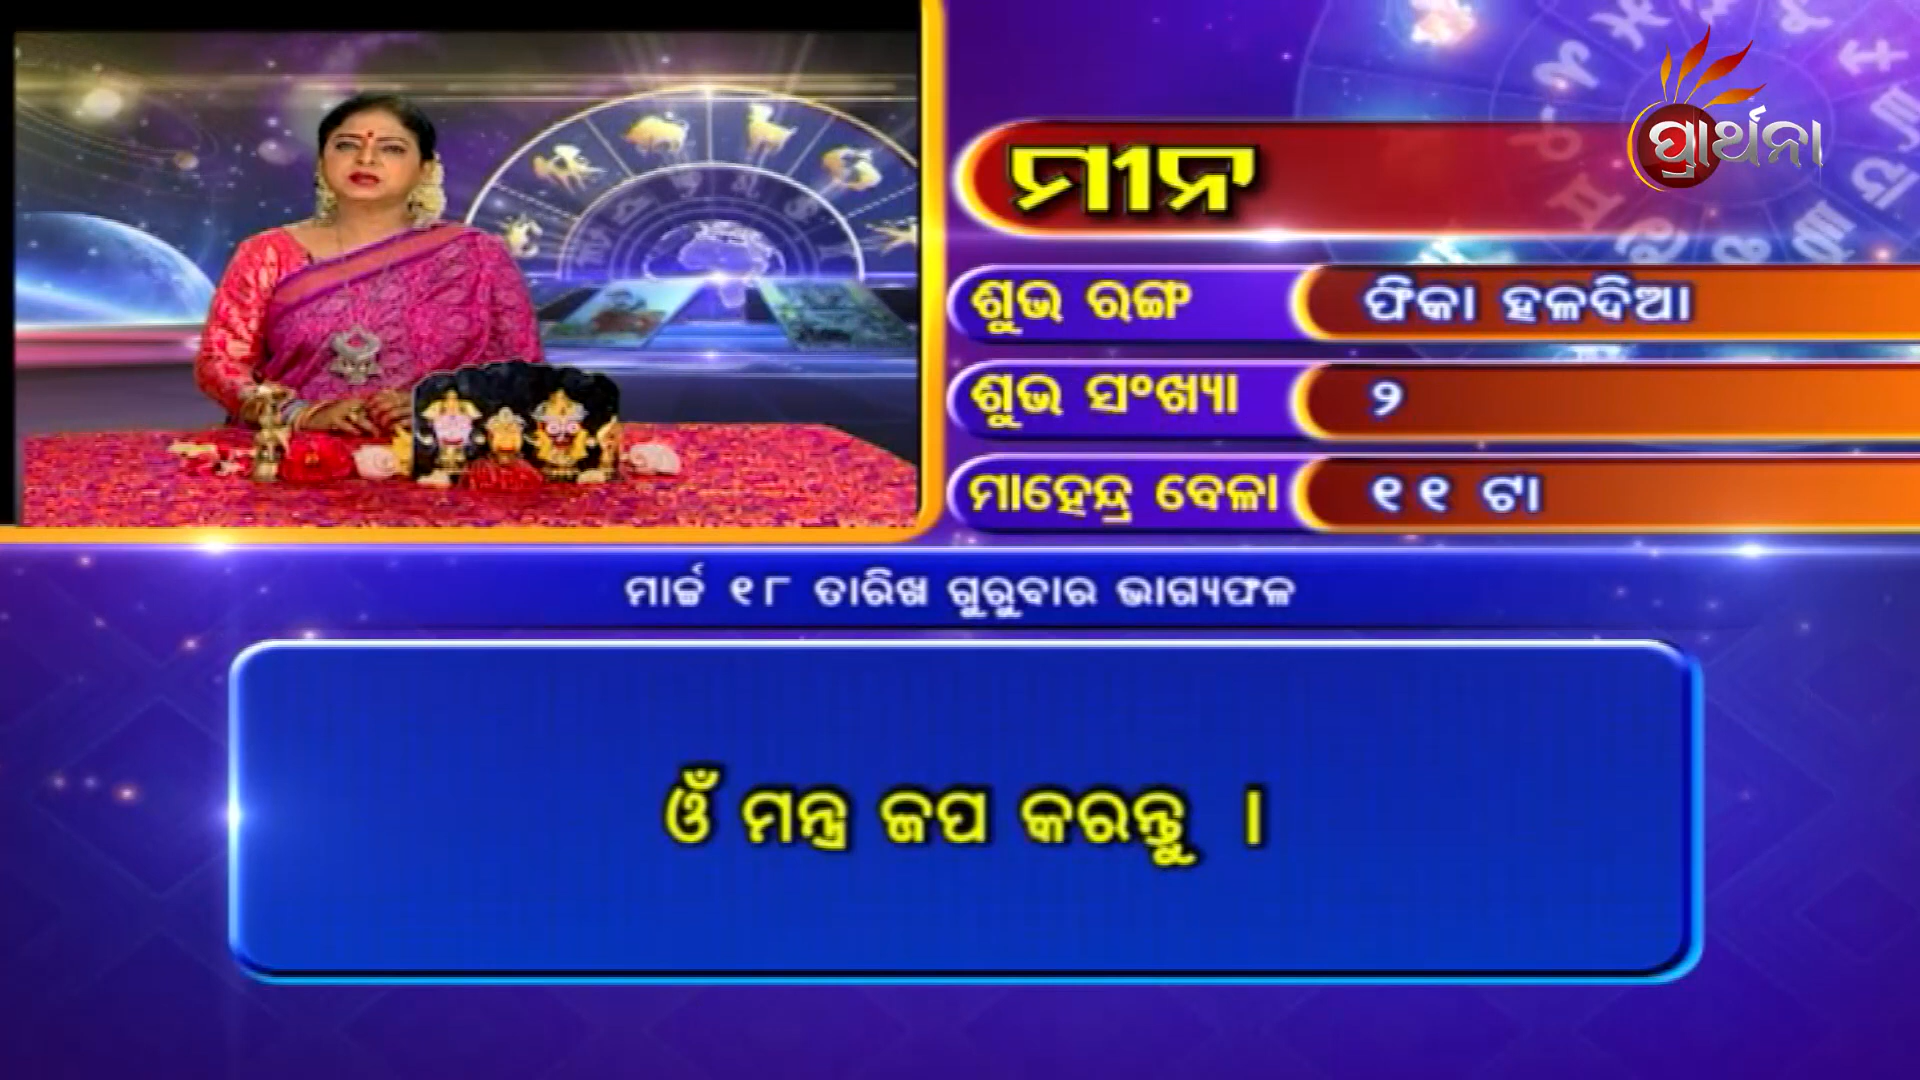 ପ୍ରାର୍ଥନା
ମୀନ
ଶୁଭ ରଙ୍ଗ ଫିକା ହଳଦିଆ
ଶୁଭ ସଂଖ୍ୟା ୨
ମାହେନ୍ଦ୍ର ବେଳା ୧୧ ଟା
ମାର୍ଚ୍ଚ ୧୮ ତାରିଖ ଗୁରୁବାର ଭାଗ୍ୟଫଳ
ଓଁ ମନ୍ତ୍ର ଜପ କରନ୍ତୁ ।